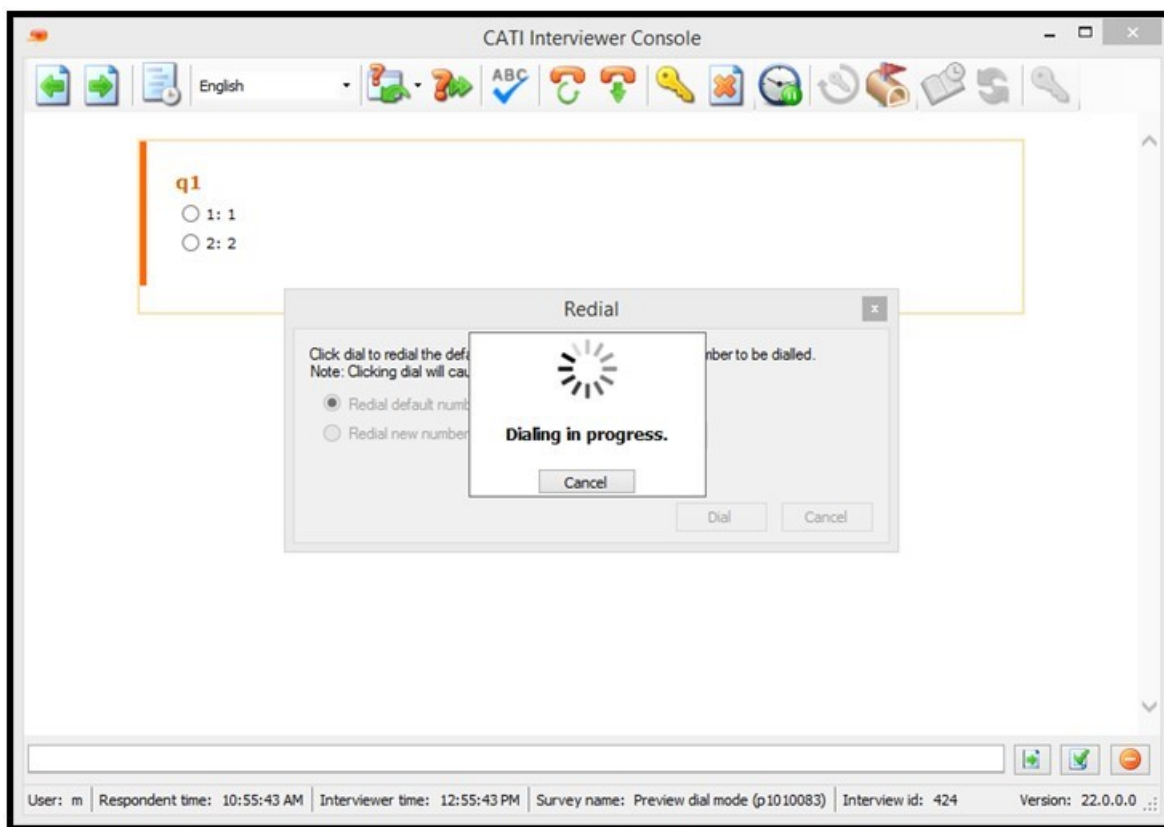 CATI Interviewer Console
English
ABC
q1
1: 1
2: 2
Redial
Click dial to redial the defa
to be dialled.
Note: Clicking dial will cau
Redial default numb
Redial new number
Dialing in progress.
Cancel
Dial
Cancel
User: m Respondent time: 10:55:43 AM Interviewer time: 12:55:43 PM Survey name: Preview dial mode (p1010083) Interview id: 424 Version: 22.0.0.0